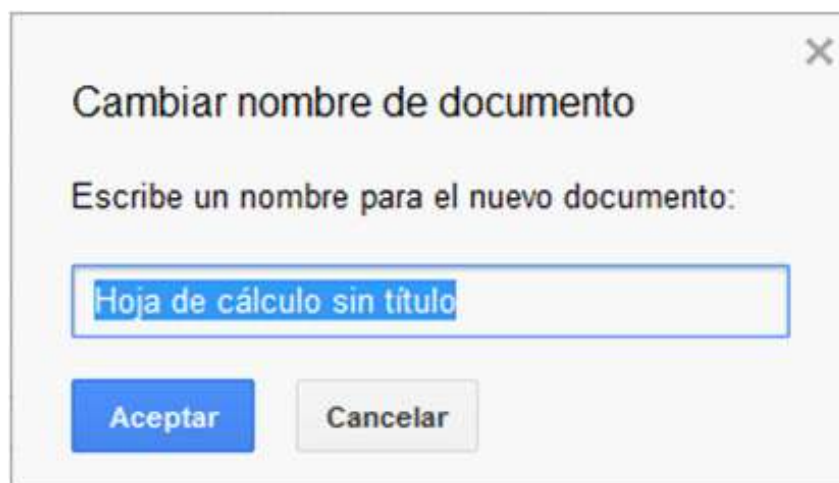 Cambiar nombre de documento
Escribe un nombre para el nuevo documento:
Hoja de cálculo sin título
Aceptar Cancelar